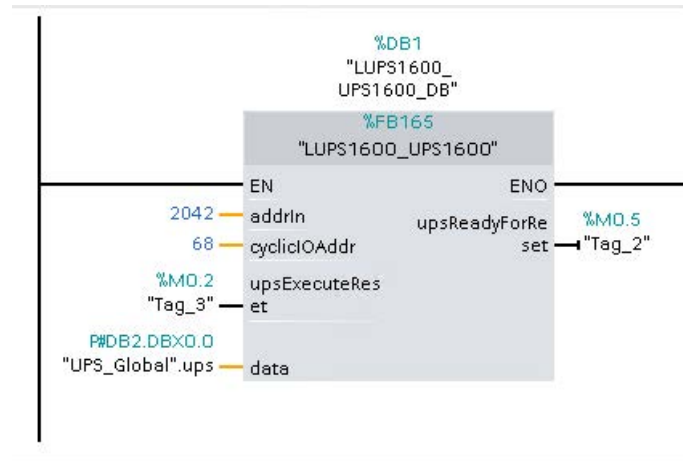 %DB1
"LUPS1600_
UPS1600_DB"
%FB165
"LUPS1600_UPS1600"
EN
ENO
2042
addrIn
upsReadyForRe
set
%M0.5
"Tag_2"
68
cyclicIOAddr
%M0.2
"Tag_3"
upsExecuteRes
et
P#DB2.DBX0.0
"UPS_Global".ups
data